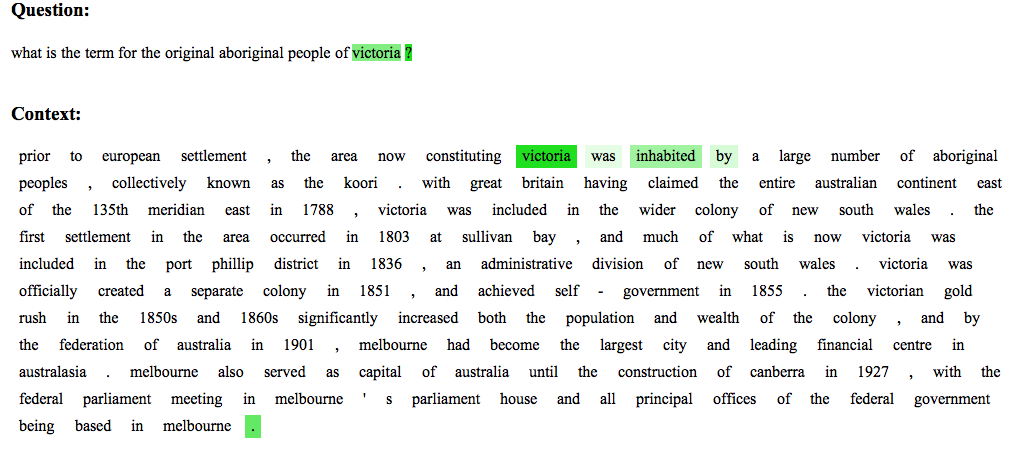 Question:
what is the term for the original aboriginal people of victoria ?
Context:
prior to european settlement , the area now constituting victoria was inhabited by a large number of aboriginal
peoples , collectively known as the koori . with great britain having claimed the entire australian continent east
of the 135th meridian east in 1788 , victoria was included in the wider colony of new south wales . the
first settlement in the area occurred in 1803 at sullivan bay , and much of what is now victoria was
included in the port phillip district in 1836 , an administrative division of new south wales . victoria was
officially created a separate colony in 1851 , and achieved self - government in 1855 . the victorian gold
rush in the 1850s and 1860s significantly increased both the population and wealth of the colony , and by
the federation of australia in 1901 , melbourne had become the largest city and leading financial centre in
australasia . melbourne also served as capital of australia until the construction of canberra in 1927 , with the
federal parliament meeting in melbourne ' s parliament house and all principal offices of the federal government
being based in melbourne .